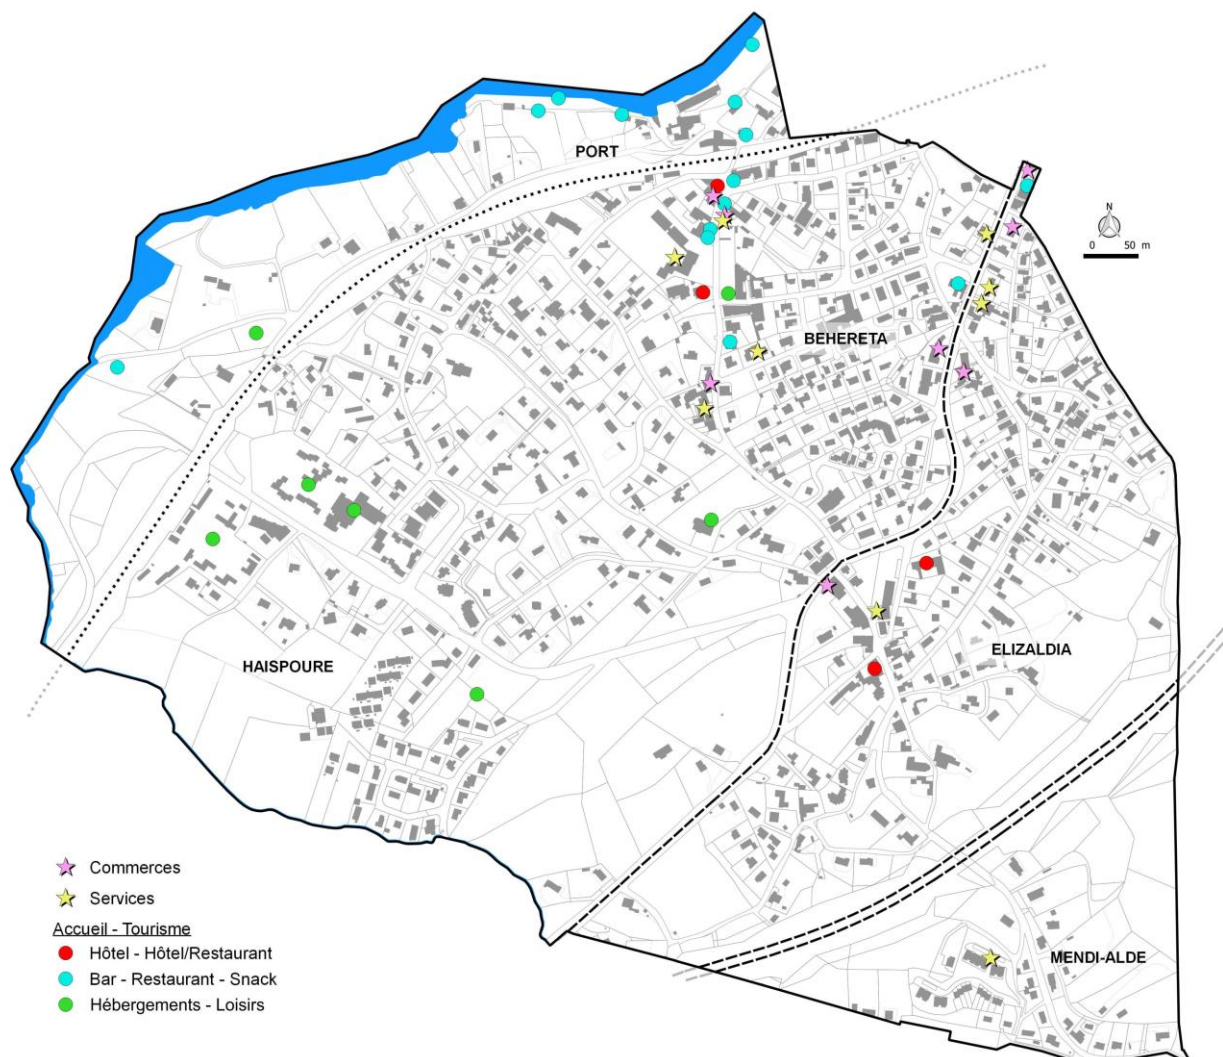 PORT
N
0 50 m
BEHERETA
HAISPOURE
ELIZALDIA
MENDI-ALDE
Commerces
Services
Accueil - Tourisme
Hôtel - Hôtel/Restaurant
Bar - Restaurant - Snack
Hébergements - Loisirs